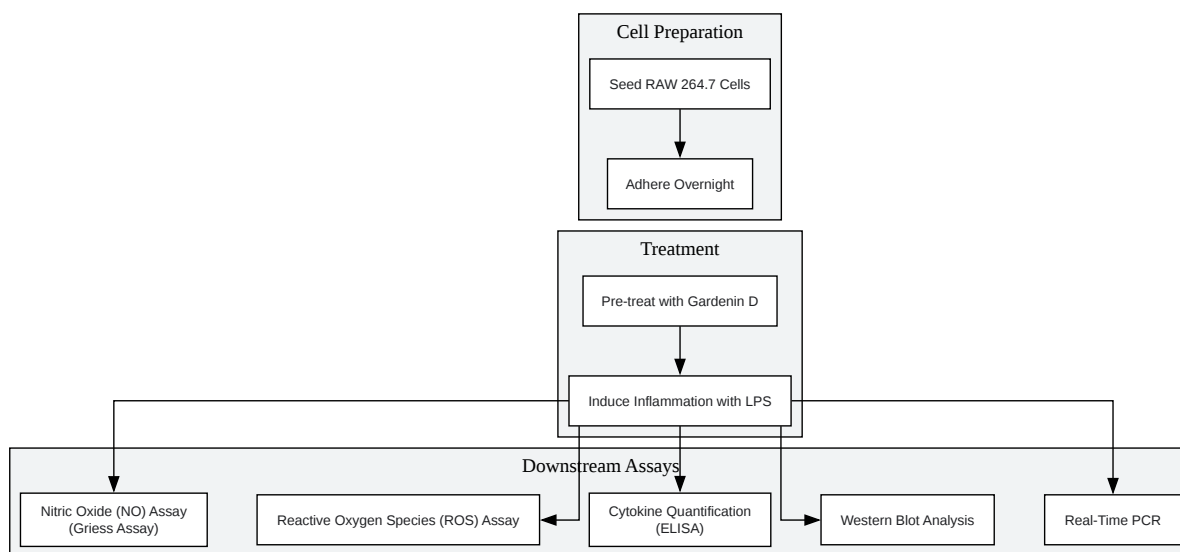 Cell Preparation
Seed RAW 264.7 Cells
Adhere Overnight
Treatment
Pre-treat with Gardenin D
Induce Inflammation with LPS
Downstream Assays
Nitric Oxide (NO) Assay
(Griess Assay)
Reactive Oxygen Species (ROS) Assay
Cytokine Quantification
(ELISA)
Western Blot Analysis
Real-Time PCR